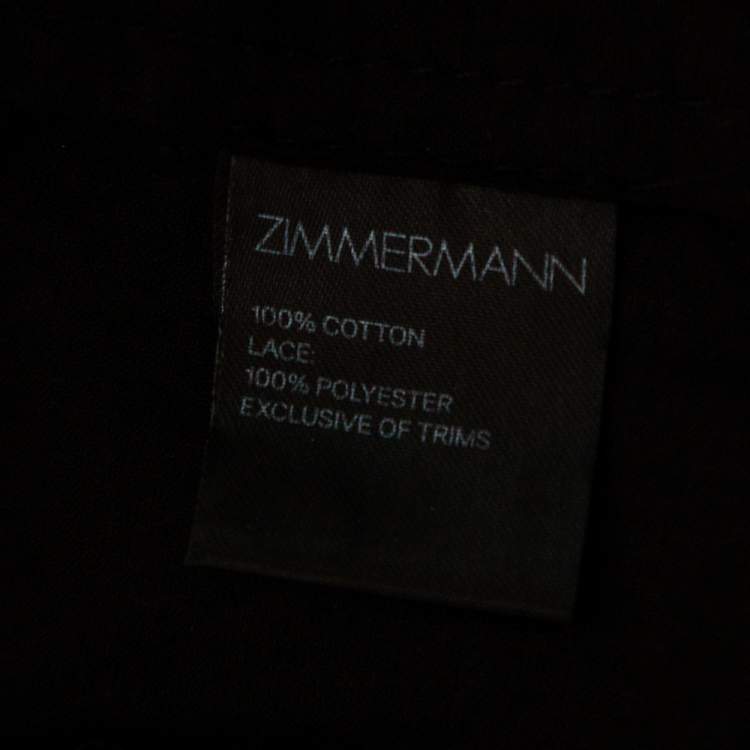 ZIMMERMANN
100% COTTON
LACE:
100% POLYESTER
EXCLUSIVE OF TRIMS